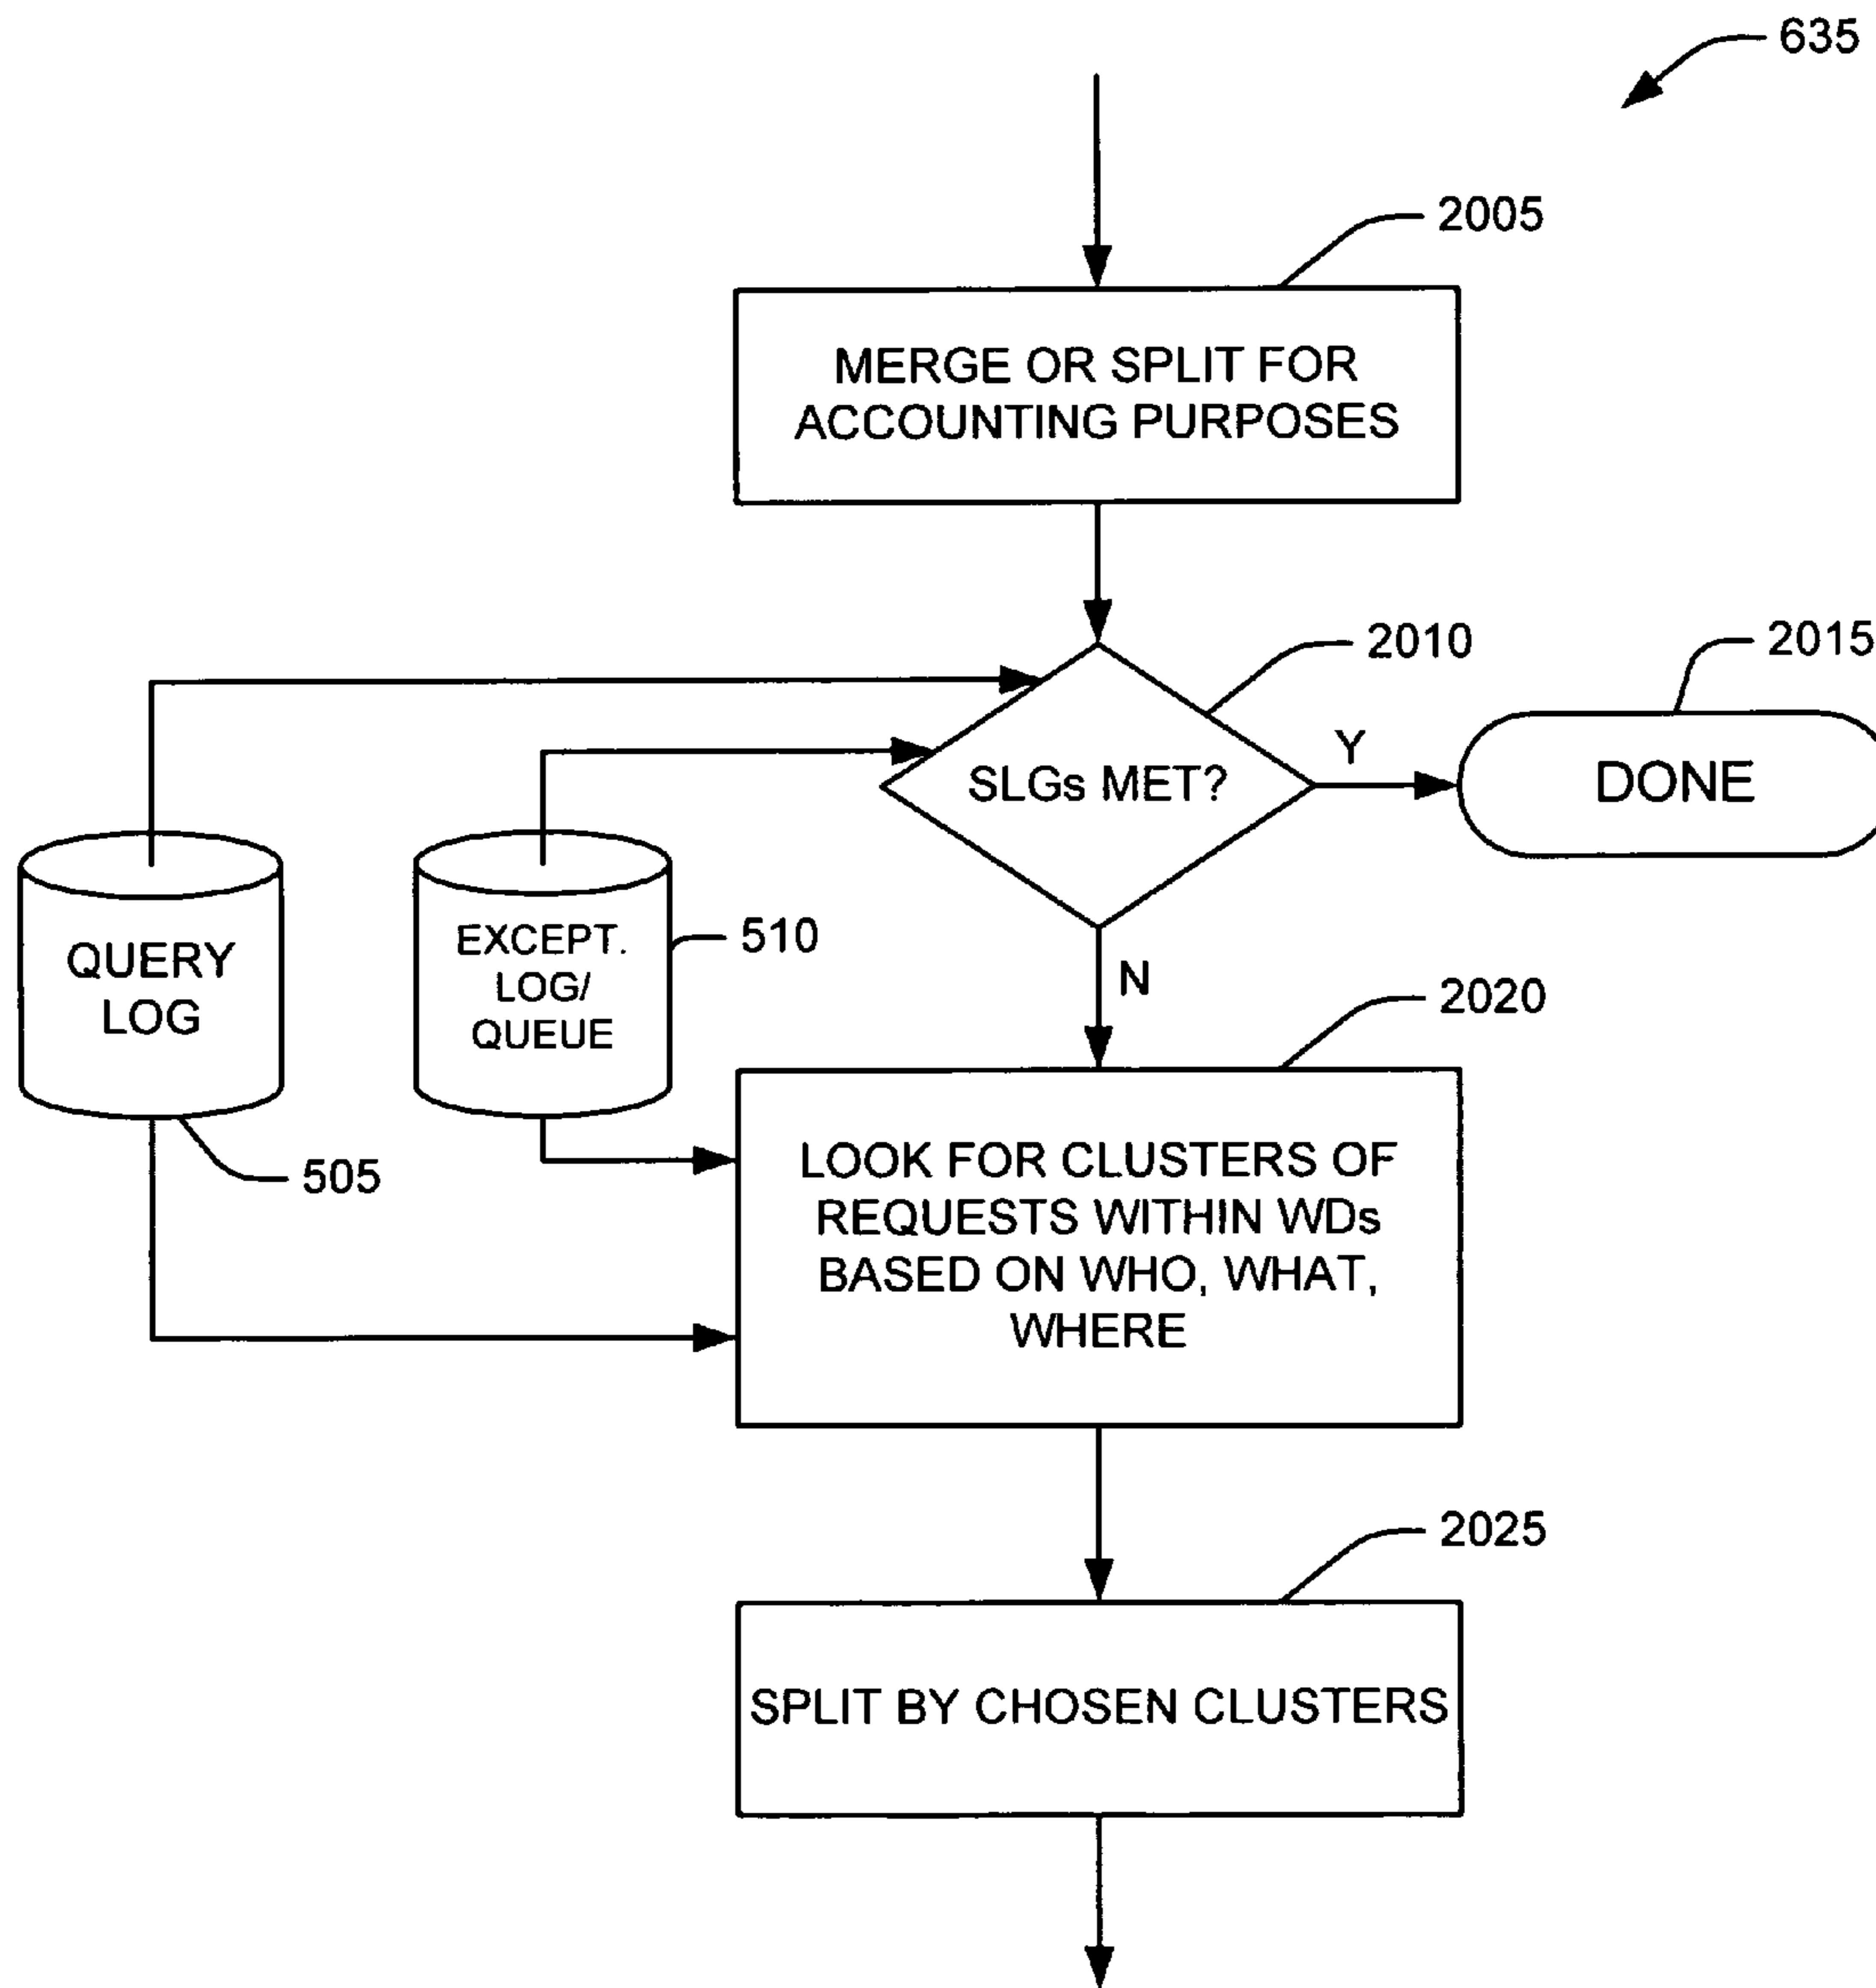 635
2005
MERGE OR SPLIT FOR
ACCOUNTING PURPOSES
2010
2015
SLGs MET?
Y
DONE
QUERY
LOG
505
EXCEPT.
LOG/
QUEUE
510
N
2020
LOOK FOR CLUSTERS OF
REQUESTS WITHIN WDs
BASED ON WHO, WHAT,
WHERE
2025
SPLIT BY CHOSEN CLUSTERS